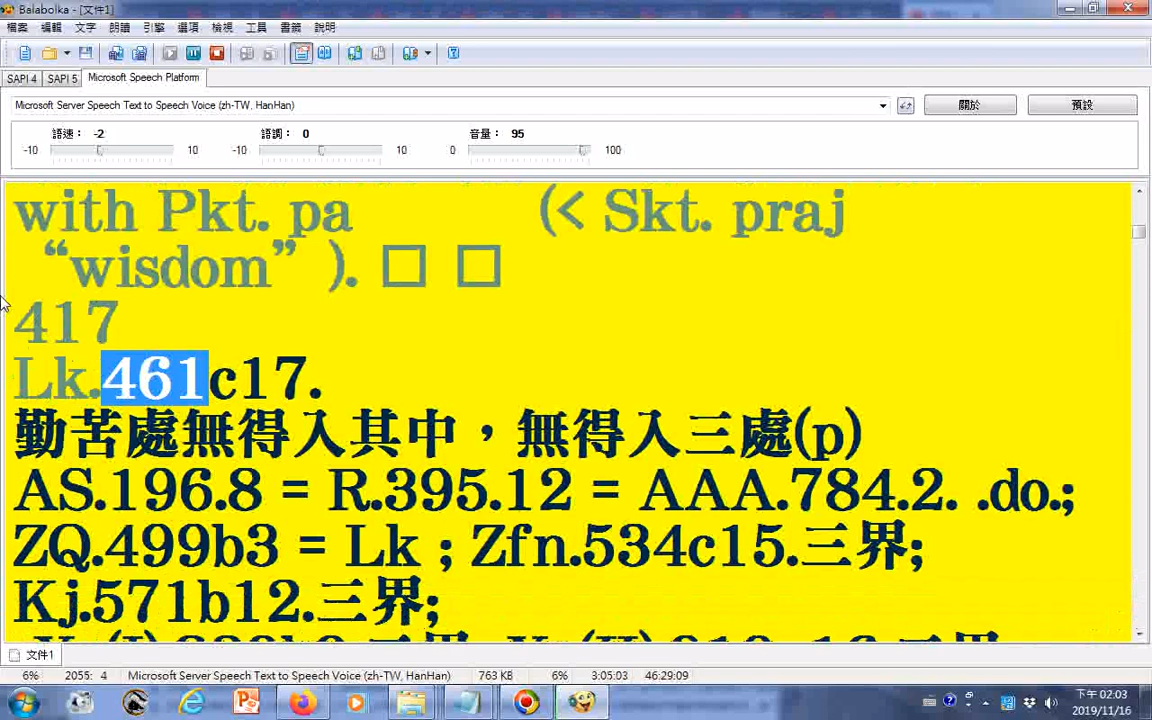 Balabolka - [文件1]
檔案 編輯 文字 朗讀 引擎 選項 檢視 工具 書籤 說明
SAPI 4 SAPI 5 Microsoft Speech Platform
Microsoft Server Speech Text to Speech Voice (zh-TW, HanHan) 關於 預設
語速： -2 語調： 0 音量： 95
-10 10 -10 10 0 100
with Pkt. pa (< Skt. praj
“wisdom” ). □ □
417
Lk.461c17.
勤苦處無得入其中，無得入三處(p)
AS.196.8 = R.395.12 = AAA.784.2. .do.;
ZQ.499b3 = Lk ; Zfn.534c15.三界;
Kj.571b12.三界;
文件1
6% 2055: 4 Microsoft Server Speech Text to Speech Voice (zh-TW, HanHan) 763 KB 6% 3:05:03 46:29:09
下午 02:03
2019/11/16